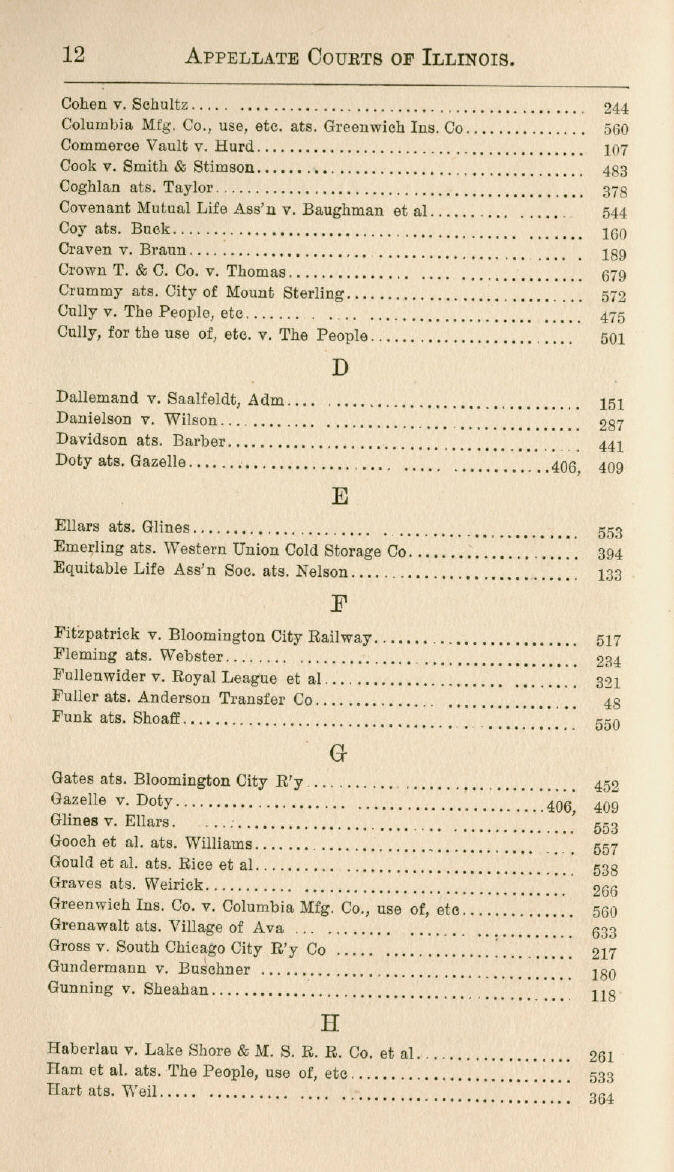 12 APPELLATE COURTS OF ILLINOIS.
Cohen v. Schultz..... ........................................ 244
Columbia Mfg. Co., use, etc. ats. Greenwich Ins. Co............... 560
Commerce Vault v. Hurd........................................ 107
Cook v. Smith & Stimson........................................ 483
Coghlan ats. Taylor............................................. 378
Covenant Mutual Life Ass'n v. Baughman et al.................. 544
Coy ats. Buck.................................................. 160
Craven v. Braun................................................ 189
Crown T. & C. Co. v. Thomas.................................... 679
Crummy ats. City of Mount Sterling............................. 572
Cully v. The People, etc........................................ 475
Cully, for the use of, etc. v. The People......................... 501
D
Dallemand v. Saalfeldt, Adm.................................... 151
Danielson v. Wilson............................................. 287
Davidson ats. Barber............................................ 441
Doty ats. Gazelle..............................................406, 409
E
Ellars ats. Glines............................................... 553
Emerling ats. Western Union Cold Storage Co..................... 394
Equitable Life Ass'n Soc. ats. Nelson............................ 133
F
Fitzpatrick v. Bloomington City Railway......................... 517
Fleming ats. Webster............................................ 234
Fullenwider v. Royal League et al............................... 321
Fuller ats. Anderson Transfer Co................................ 48
Funk ats. Shoaff................................................ 550
G
Gates ats. Bloomington City R'y................................. 452
Gazelle v. Doty................................................406, 409
Glines v. Ellars................................................. 553
Gooch et al. ats. Williams....................................... 557
Gould et al. ats. Rice et al...................................... 538
Graves ats. Weirick............................................. 266
Greenwich Ins. Co. v. Columbia Mfg. Co., use of, etc.............. 560
Grenawalt ats. Village of Ava ................................... 633
Gross v. South Chicago City R'y Co .............................. 217
Gundermann v. Buschner ........................................ 180
Gunning v. Sheahan............................................. 118
H
Haberlau v. Lake Shore & M. S. R. R. Co. et al.................... 261
Ham et al. ats. The People, use of, etc............................ 533
Hart ats. Weil................................................... 364